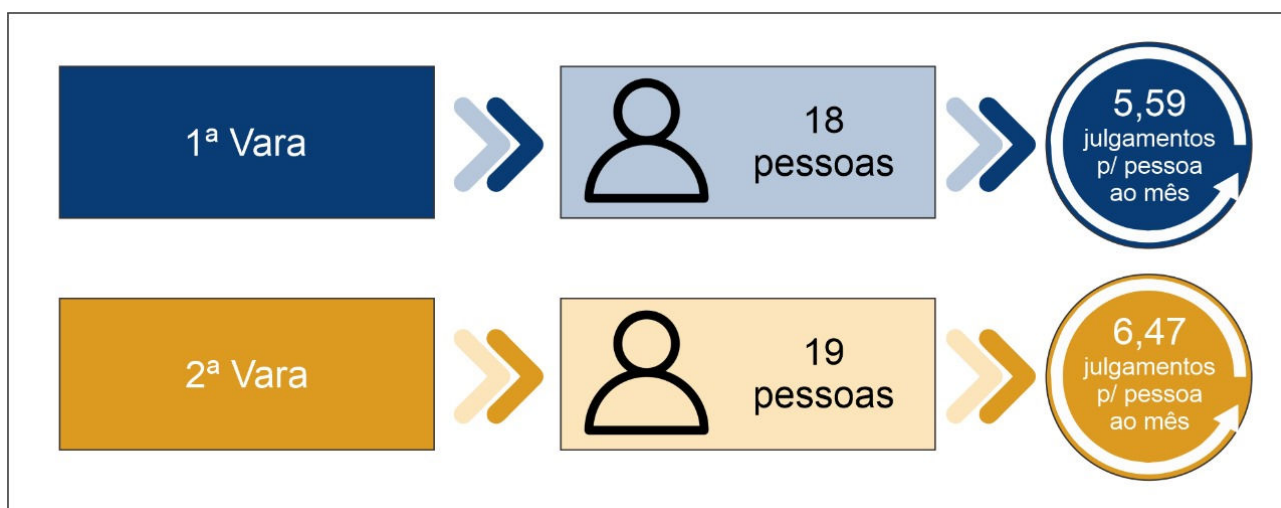 1ª Vara
18
pessoas
5,59
julgamentos
p/ pessoa
ao mês
2ª Vara
19
pessoas
6,47
julgamentos
p/ pessoa
ao mês